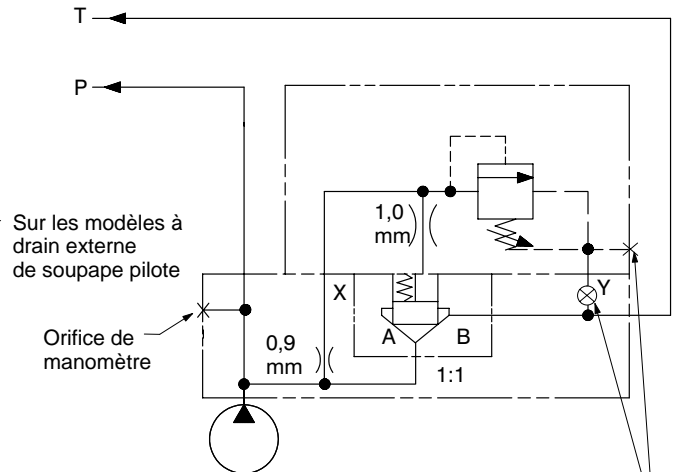 T
P
Sur les modèles à
drain externe
de soupape pilote
1,0
mm
X
Y
Orifice de
manomètre
A
B
0,9
mm
1:1